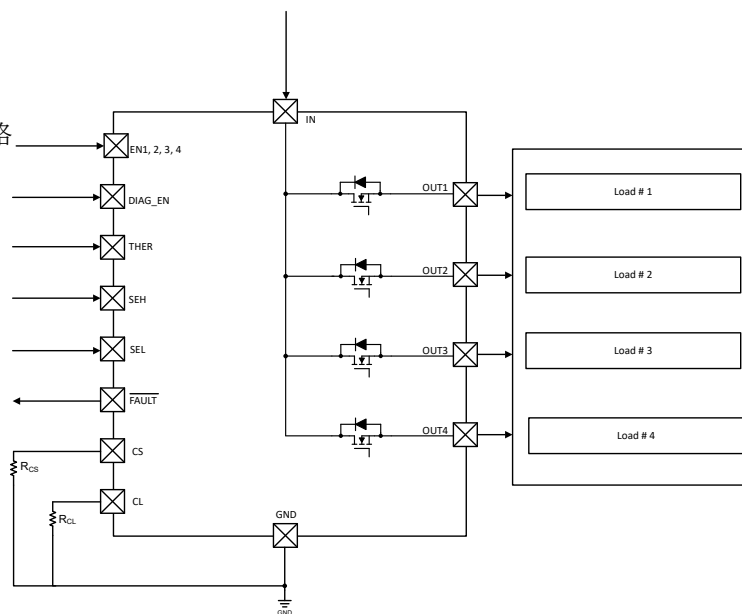 IN
络
EN1, 2, 3, 4
DIAG_EN
THER
SEH
SEL
FAULT
CS
CL
RCS
RCL
OUT1
OUT2
OUT3
OUT4
Load # 1
Load # 2
Load # 3
Load # 4
GND
GND